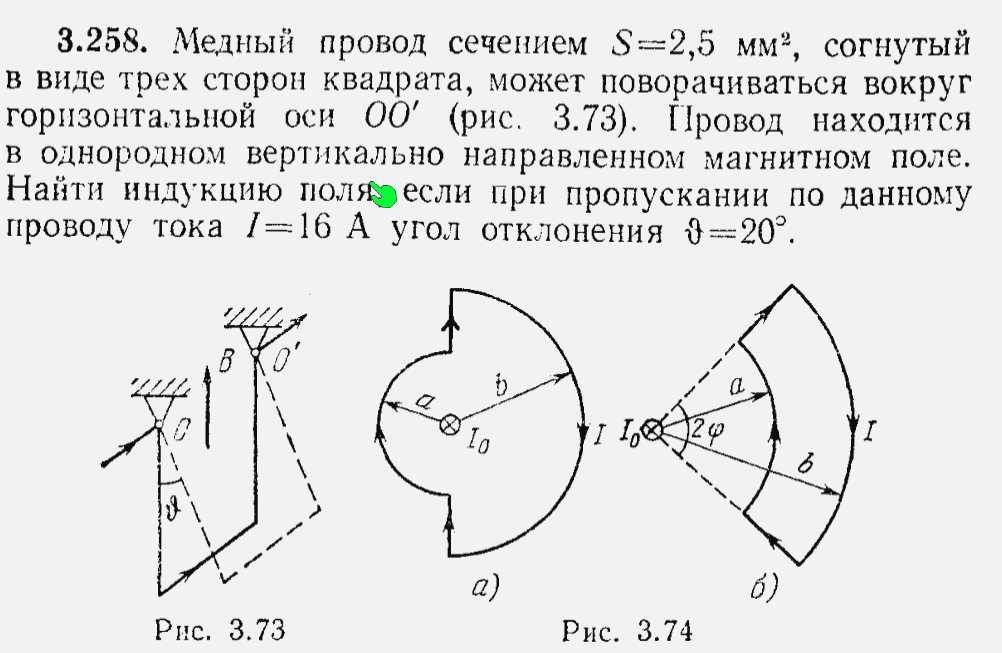 3.258. Медный провод сечением S=2,5 мм², согнутый
в виде трех сторон квадрата, может поворачиваться вокруг
горизонтальной оси OO′ (рис. 3.73). Провод находится
в однородном вертикально направленном магнитном поле.
Найти индукцию поля, если при пропускании по данному
проводу тока I=16 А угол отклонения ϑ=20°.
B
O′
O
ϑ
a
b
I₀
I
а)
I₀
2φ
a
b
I
б)
Рис. 3.73
Рис. 3.74